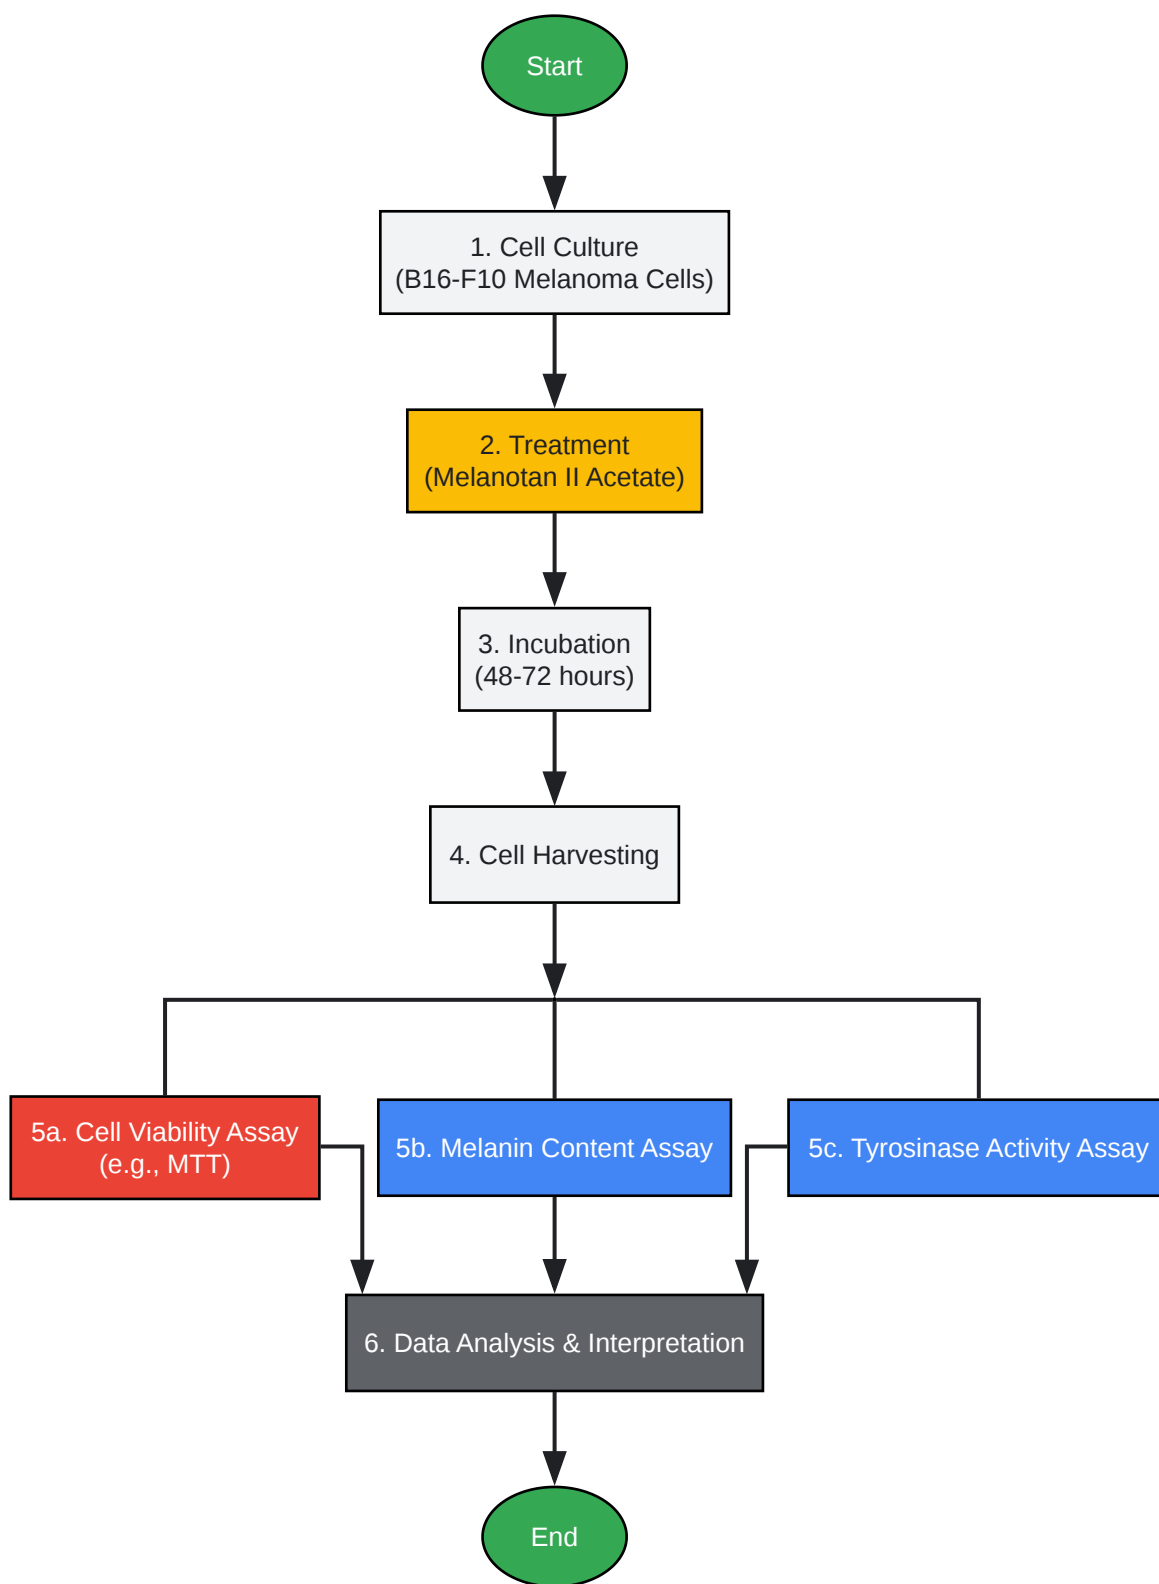 Start
1. Cell Culture
(B16-F10 Melanoma Cells)
2. Treatment
(Melanotan II Acetate)
3. Incubation
(48-72 hours)
4. Cell Harvesting
5a. Cell Viability Assay
(e.g., MTT)
5b. Melanin Content Assay
5c. Tyrosinase Activity Assay
6. Data Analysis & Interpretation
End